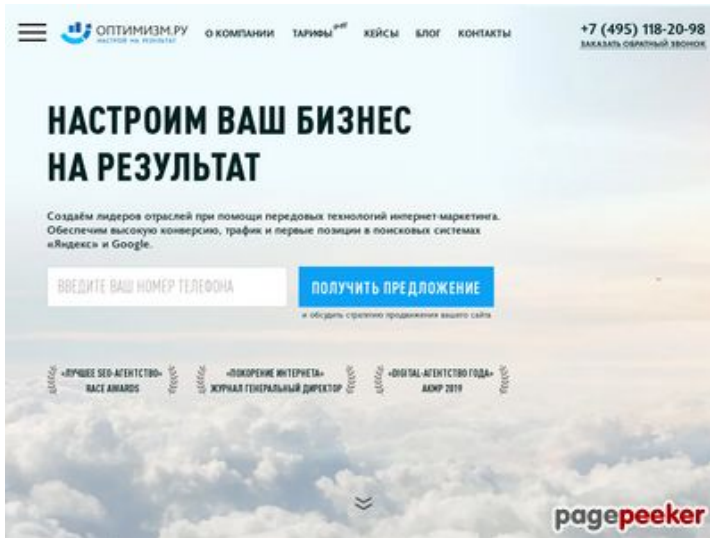 ОПТИМИЗМ.РУ
НАСТРОЙ НА РЕЗУЛЬТАТ
О КОМПАНИИ ТАРИФЫ pdf КЕЙСЫ БЛОГ КОНТАКТЫ
+7 (495) 118-20-98
ЗАКАЗАТЬ ОБРАТНЫЙ ЗВОНОК
НАСТРОИМ ВАШ БИЗНЕС
НА РЕЗУЛЬТАТ
Создаём лидеров отраслей при помощи передовых технологий интернет-маркетинга.
Обеспечим высокую конверсию, трафик и первые позиции в поисковых системах
«Яндекс» и Google.
ВВЕДИТЕ ВАШ НОМЕР ТЕЛЕФОНА
ПОЛУЧИТЬ ПРЕДЛОЖЕНИЕ
и обсудить стратегию продвижения вашего сайта
«ЛУЧШЕЕ SEO-АГЕНТСТВО»
RACE AWARDS
«ПОКОРЕНИЕ ИНТЕРНЕТА»
ЖУРНАЛ ГЕНЕРАЛЬНЫЙ ДИРЕКТОР
«DIGITAL-АГЕНТСТВО ГОДА»
АКМР 2019
pagepeeker